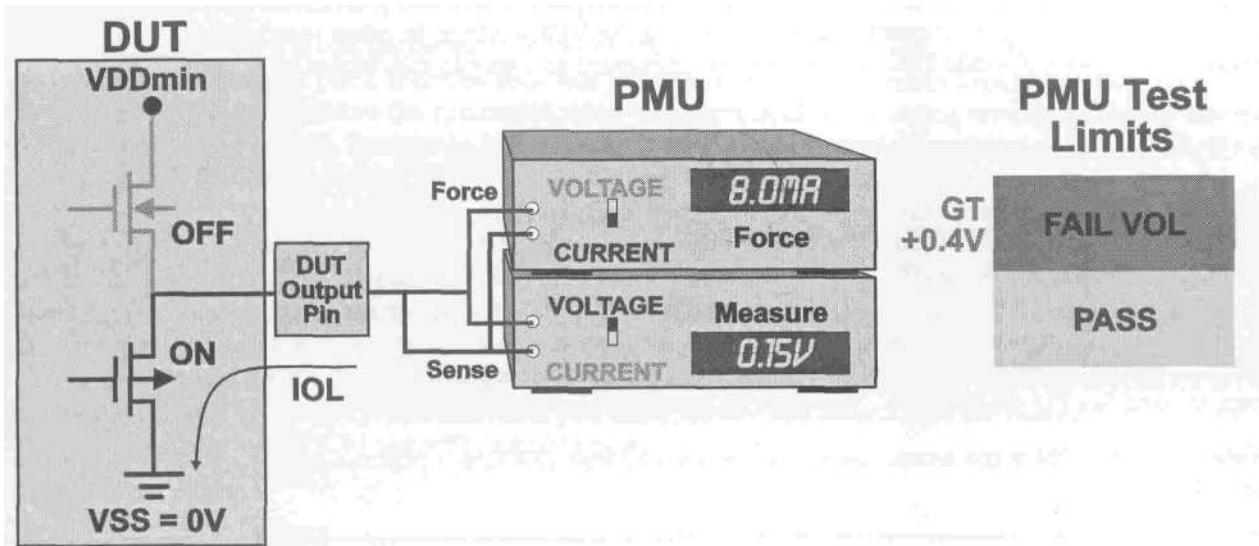 DUT
VDDmin
OFF
ON
VSS = 0V
IOL
DUT
Output
Pin
Force
Sense
PMU
VOLTAGE
CURRENT
8.0MA
Force
VOLTAGE
CURRENT
Measure
0.15V
PMU Test
Limits
GT
+0.4V
FAIL VOL
PASS